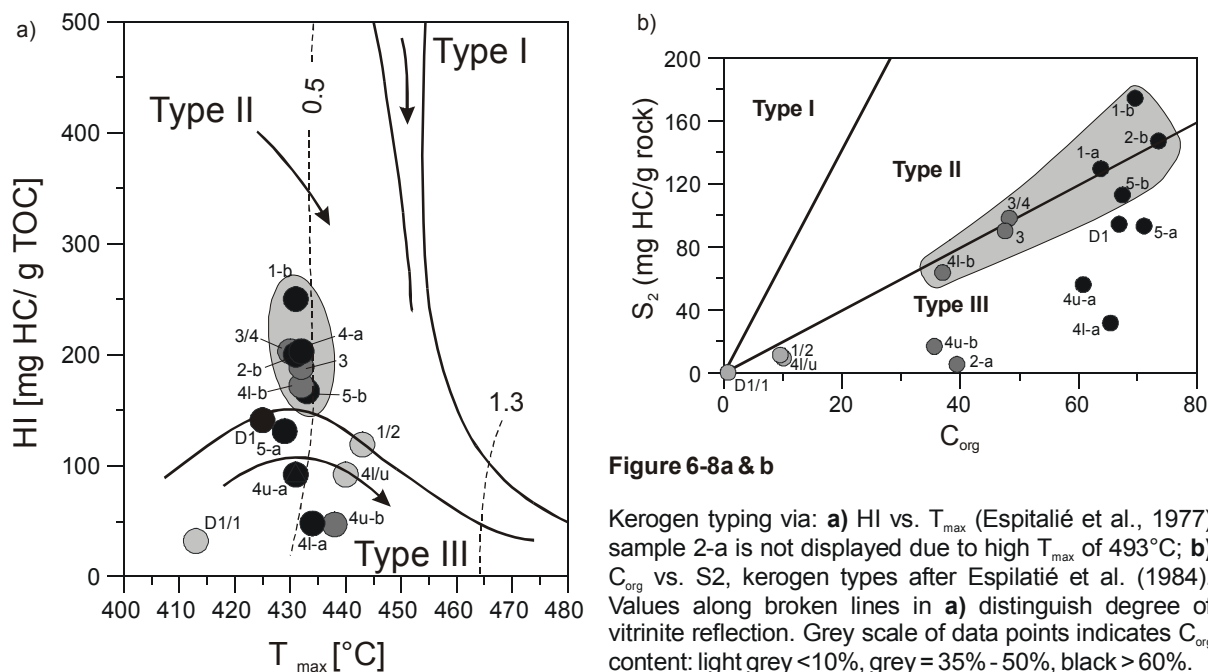 a)
500
400
300
200
100
0
HI [mg HC/ g TOC]
Type I
0.5
Type II
1-b
3/4
4-a
2-b
3
4l-b
5-b
1.3
D1
5-a
1/2
4u-a
4l/u
D1/1
4l-a
4u-b
Type III
400 410 420 430 440 450 460 470 480
T max [°C]
b)
200
160
120
80
40
0
S2 (mg HC/g rock)
Type I
Type II
1-b
2-b
1-a
5-b
3/4
3
D1
5-a
4l-b
Type III
4u-a
4l-a
4u-b
1/2
4l/u
2-a
D1/1
0 20 40 60 80
Corg
Figure 6-8a & b
Kerogen typing via: a) HI vs. Tmax (Espitalié et al., 1977)
sample 2-a is not displayed due to high Tmax of 493°C; b)
Corg vs. S2, kerogen types after Espilatié et al. (1984).
Values along broken lines in a) distinguish degree of
vitrinite reflection. Grey scale of data points indicates Corg
content: light grey <10%, grey = 35% - 50%, black > 60%.